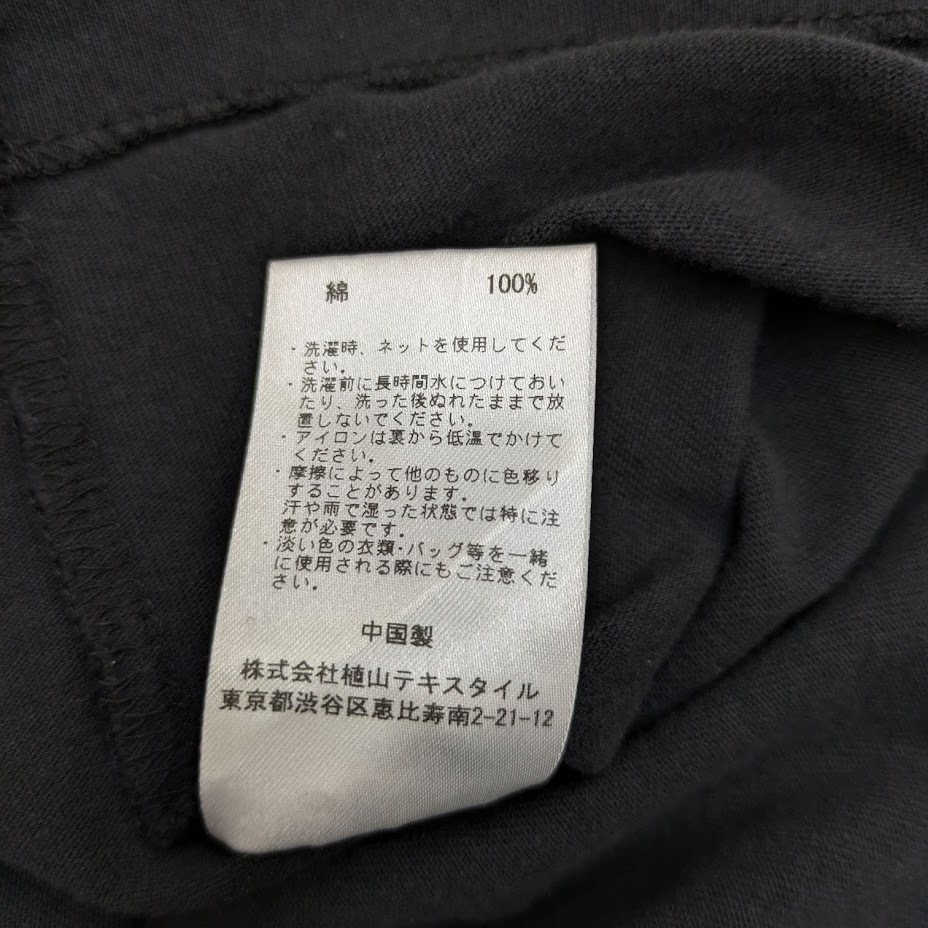 綿 100%
・洗濯時、ネットを使用してくだ
さい。
・洗濯前に長時間水につけておい
たり、洗った後ぬれたままで放
置しないでください。
・アイロンは裏から低温でかけて
ください。
・摩擦によって他のものに色移り
することがあります。
汗や雨で湿った状態では特に注
意が必要です。
・淡い色の衣類・バッグ等を一緒
に使用される際にもご注意くだ
さい。
中国製
株式会社植山テキスタイル
東京都渋谷区恵比寿南2-21-12